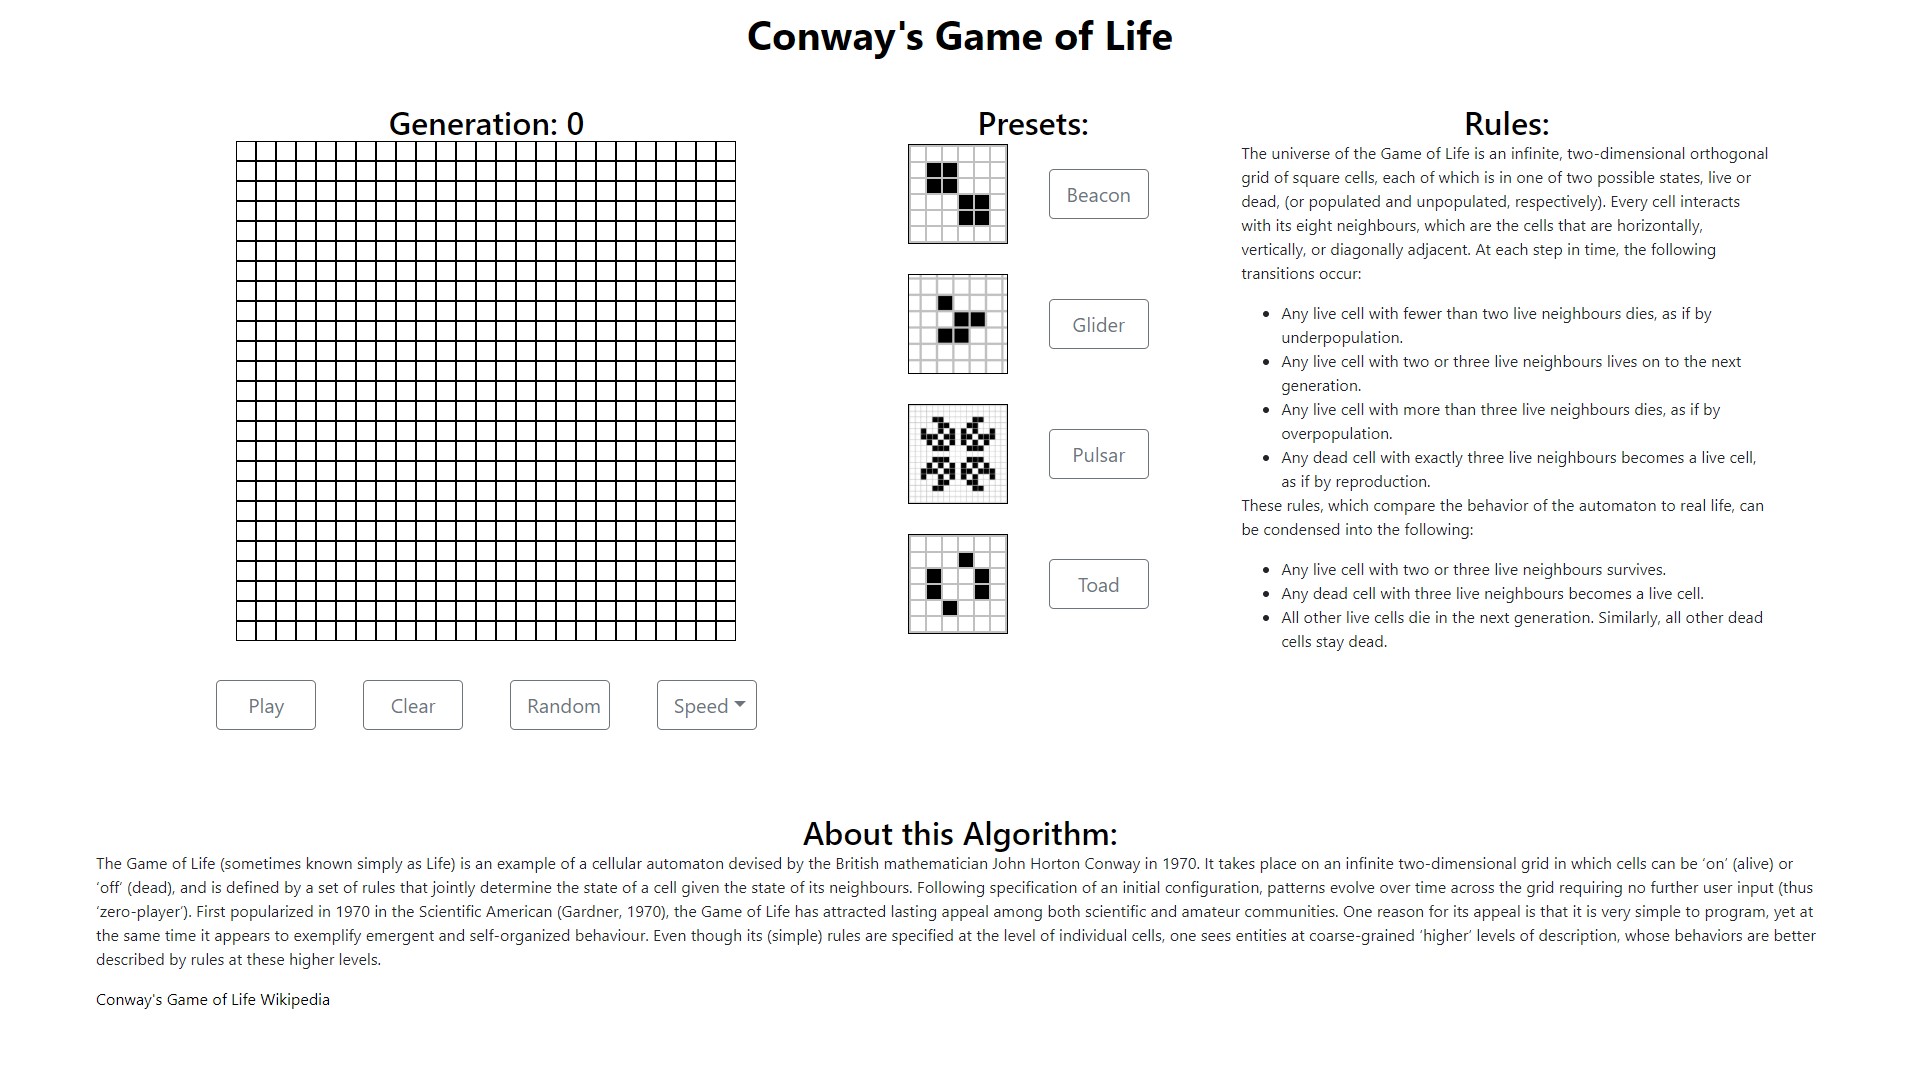 Conway's Game of Life
Generation: 0
Play
Clear
Random
Speed
Presets:
Beacon
Glider
Pulsar
Toad
Rules:
The universe of the Game of Life is an infinite, two-dimensional orthogonal
grid of square cells, each of which is in one of two possible states, live or
dead, (or populated and unpopulated, respectively). Every cell interacts
with its eight neighbours, which are the cells that are horizontally,
vertically, or diagonally adjacent. At each step in time, the following
transitions occur:
• Any live cell with fewer than two live neighbours dies, as if by
underpopulation.
• Any live cell with two or three live neighbours lives on to the next
generation.
• Any live cell with more than three live neighbours dies, as if by
overpopulation.
• Any dead cell with exactly three live neighbours becomes a live cell,
as if by reproduction.
These rules, which compare the behavior of the automaton to real life, can
be condensed into the following:
• Any live cell with two or three live neighbours survives.
• Any dead cell with three live neighbours becomes a live cell.
• All other live cells die in the next generation. Similarly, all other dead
cells stay dead.
About this Algorithm:
The Game of Life (sometimes known simply as Life) is an example of a cellular automaton devised by the British mathematician John Horton Conway in 1970. It takes place on an infinite two-dimensional grid in which cells can be ‘on’ (alive) or
‘off’ (dead), and is defined by a set of rules that jointly determine the state of a cell given the state of its neighbours. Following specification of an initial configuration, patterns evolve over time across the grid requiring no further user input (thus
‘zero-player’). First popularized in 1970 in the Scientific American (Gardner, 1970), the Game of Life has attracted lasting appeal among both scientific and amateur communities. One reason for its appeal is that it is very simple to program, yet at
the same time it appears to exemplify emergent and self-organized behaviour. Even though its (simple) rules are specified at the level of individual cells, one sees entities at coarse-grained ‘higher’ levels of description, whose behaviors are better
described by rules at these higher levels.
Conway's Game of Life Wikipedia